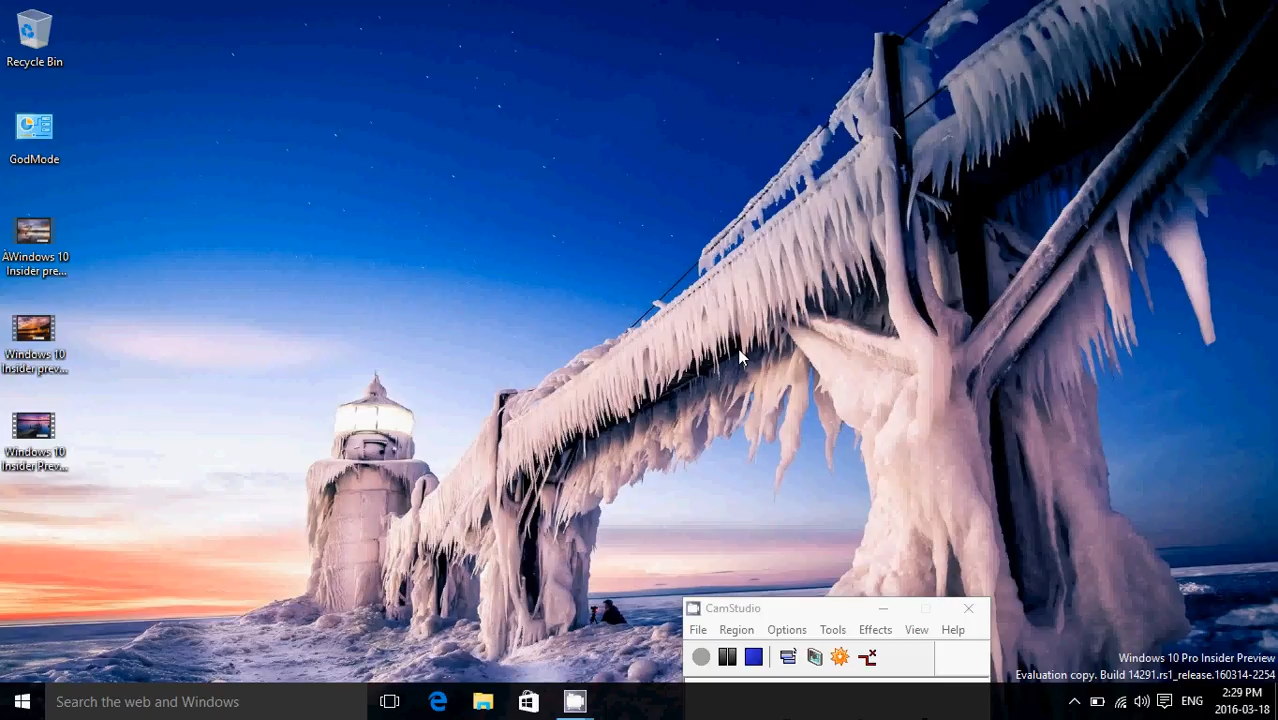 Recycle Bin
GodMode
ÀWindows 10
Insider pre...
Windows 10
Insider prev...
Windows 10
Insider Prev...
CamStudio
File Region Options Tools Effects View Help
Windows 10 Pro Insider Preview
Evaluation copy. Build 14291.rs1_release.160314-2254
Search the web and Windows
ENG
2:29 PM
2016-03-18